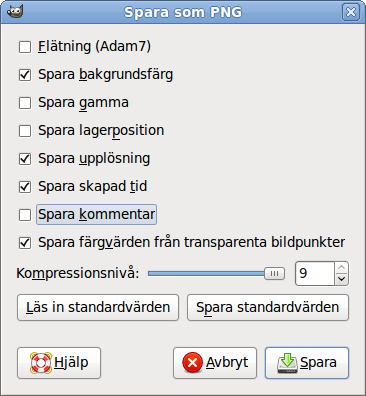 Spara som PNG
Flätning (Adam7)
Spara bakgrundsfärg
Spara gamma
Spara lagerposition
Spara upplösning
Spara skapad tid
Spara kommentar
Spara färgvärden från transparenta bildpunkter
Kompressionsnivå: 9
Läs in standardvärden Spara standardvärden
Hjälp Avbryt Spara